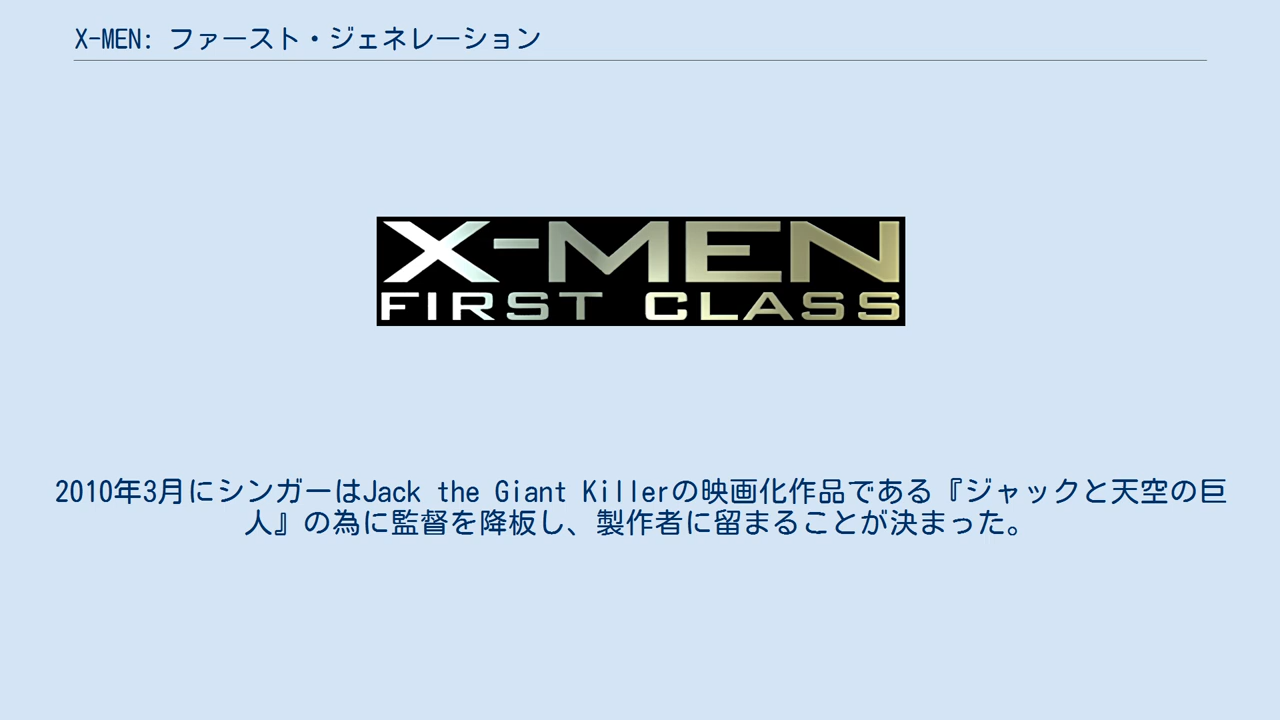 X-MEN: ファースト・ジェネレーション
X-MEN
FIRST CLASS
2010年3月にシンガーはJack the Giant Killerの映画化作品である『ジャックと天空の巨
人』の為に監督を降板し、製作者に留まることが決まった。